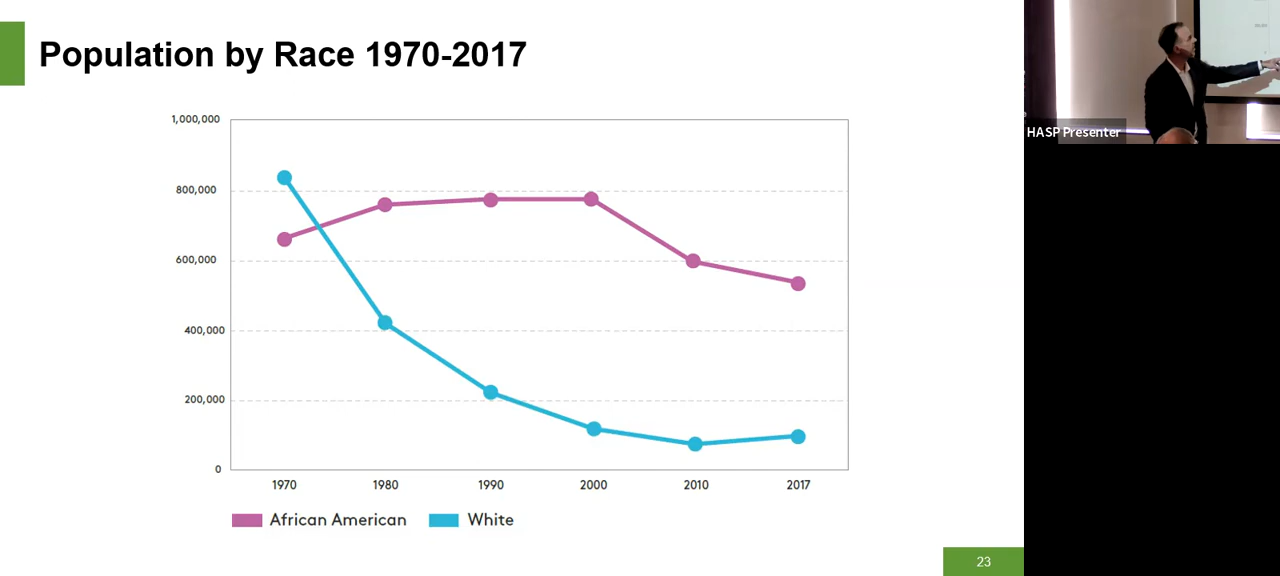 Population by Race 1970-2017
1,000,000
800,000
600,000
400,000
200,000
0
1970 1980 1990 2000 2010 2017
African American White
23
HASP Presenter